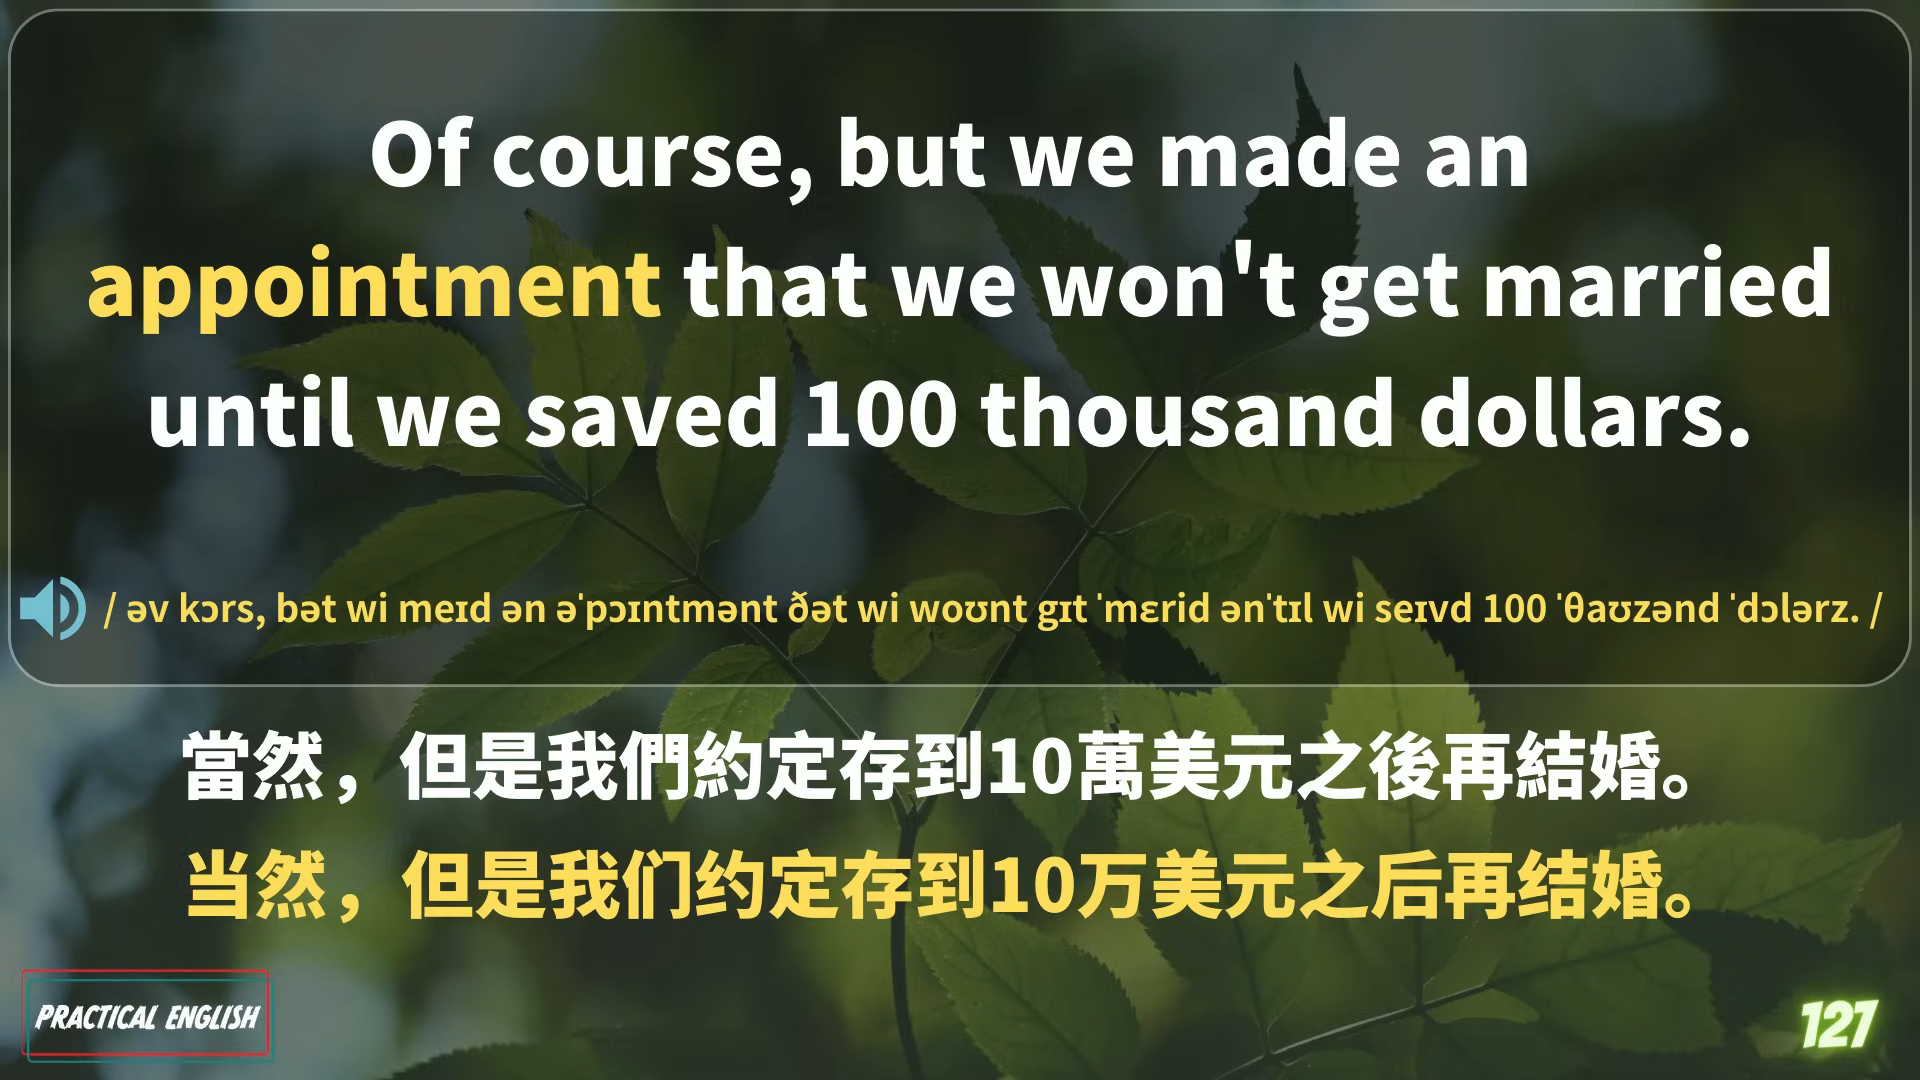 Of course, but we made an
appointment that we won't get married
until we saved 100 thousand dollars.
/ əv kɔrs, bət wi meɪd ən əˈpɔɪntmənt ðət wi woʊnt gɪt ˈmɛrid ənˈtɪl wi seɪvd 100 ˈθaʊzənd ˈdɔlərz. /
當然，但是我們約定存到10萬美元之後再結婚。
当然，但是我们约定存到10万美元之后再结婚。
PRACTICAL ENGLISH
127